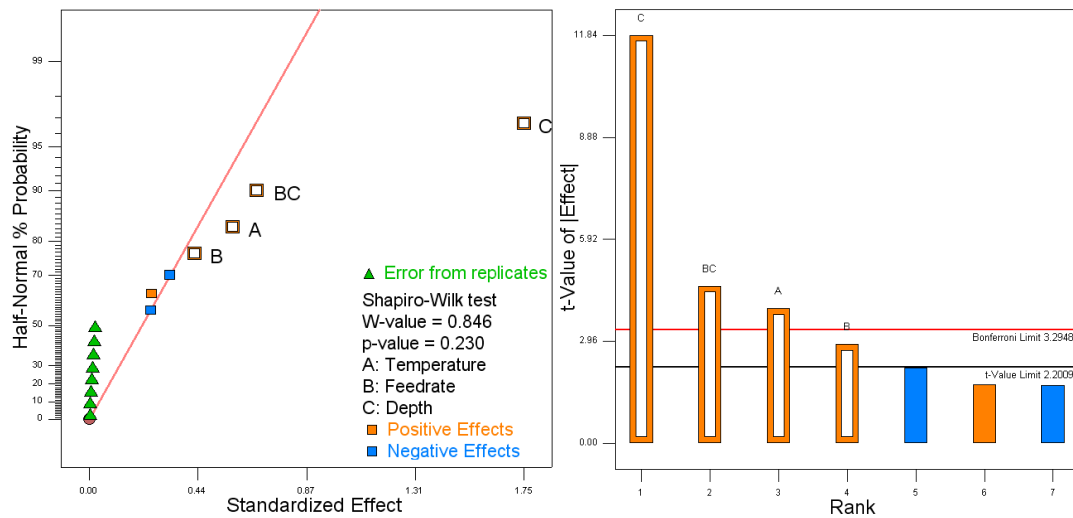 Half-Normal % Probability
99
95
90
80
70
50
30
20
10
0
C
BC
A
B
Error from replicates
Shapiro-Wilk test
W-value = 0.846
p-value = 0.230
A: Temperature
B: Feedrate
C: Depth
Positive Effects
Negative Effects
0.00 0.44 0.87 1.31 1.75
Standardized Effect
t-Value of |Effect|
11.84
8.88
5.92
2.96
0.00
C
BC
A
B
Bonferroni Limit 3.2948
t-Value Limit 2.2009
1 2 3 4 5 6 7
Rank